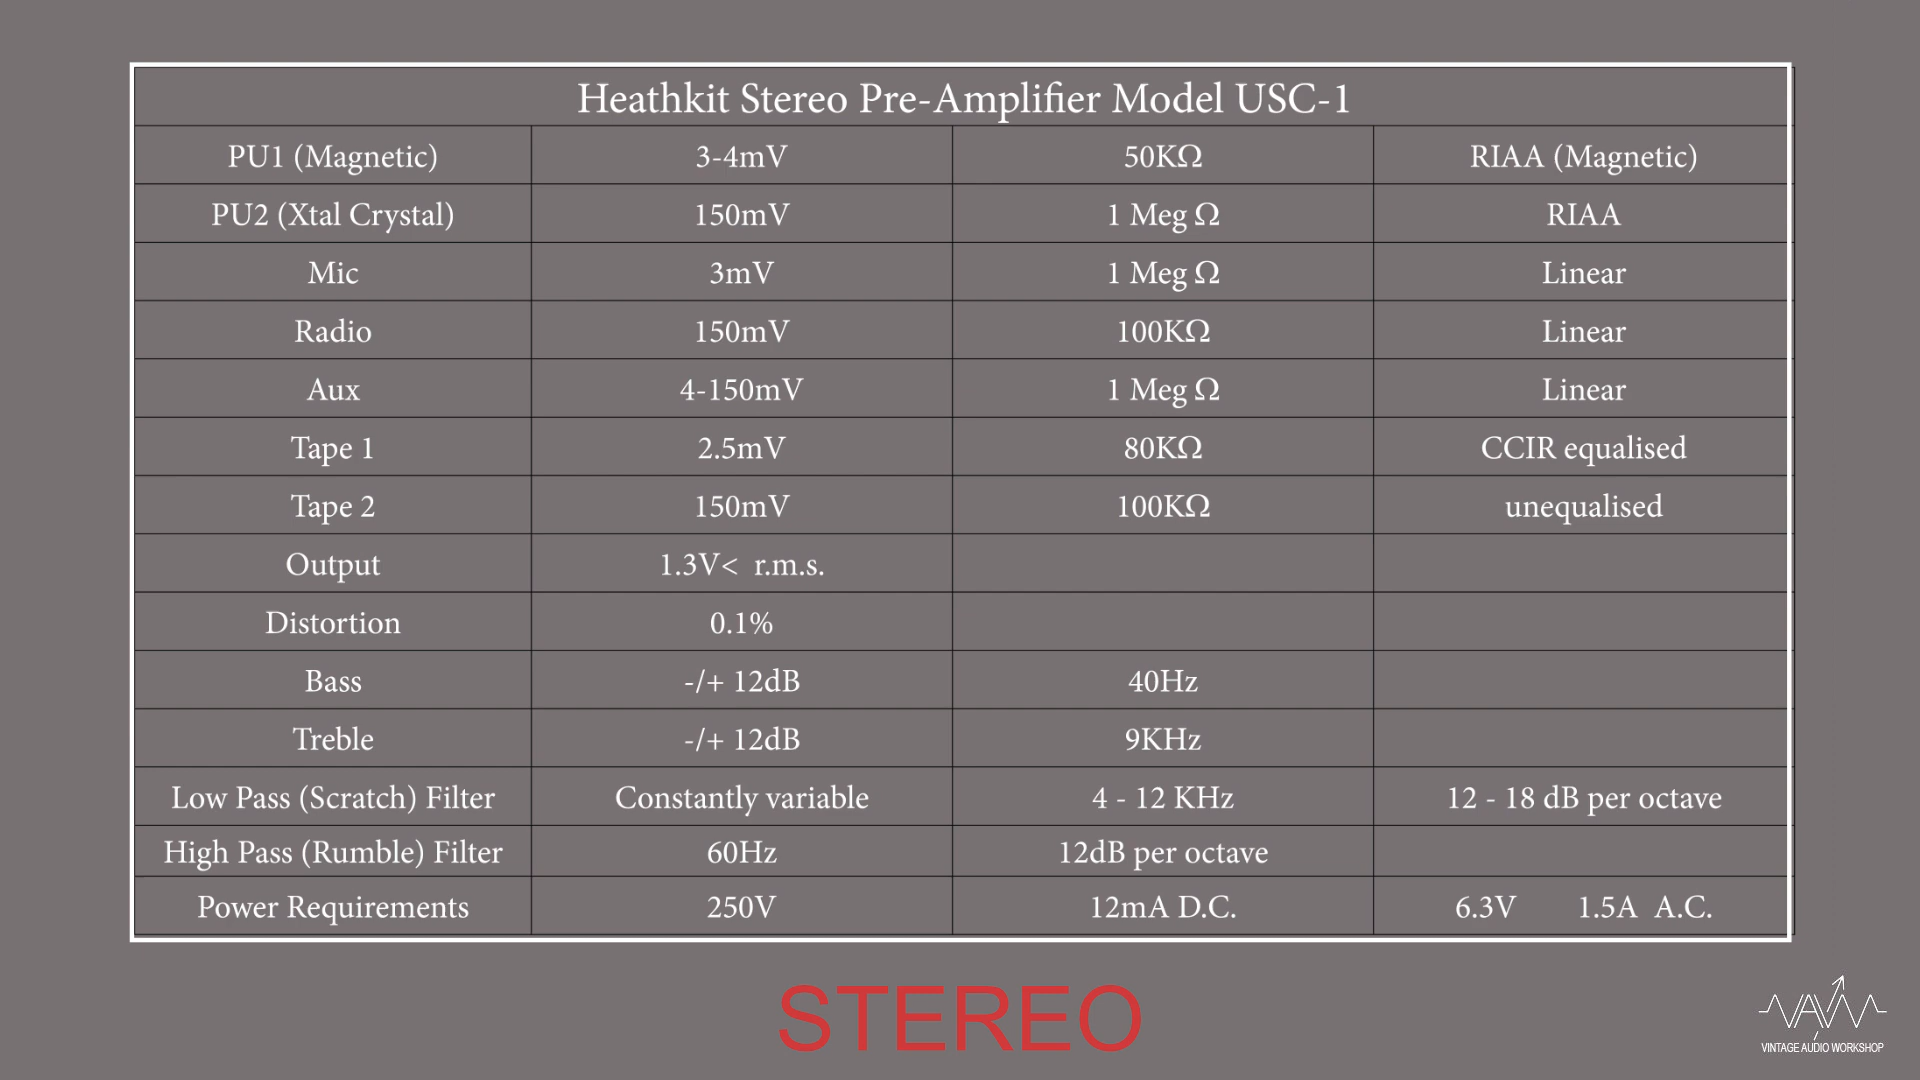 Heathkit Stereo Pre-Amplifier Model USC-1
PU1 (Magnetic) 3-4mV 50KΩ RIAA (Magnetic)
PU2 (Xtal Crystal) 150mV 1 Meg Ω RIAA
Mic 3mV 1 Meg Ω Linear
Radio 150mV 100KΩ Linear
Aux 4-150mV 1 Meg Ω Linear
Tape 1 2.5mV 80KΩ CCIR equalised
Tape 2 150mV 100KΩ unequalised
Output 1.3V< r.m.s.
Distortion 0.1%
Bass -/+ 12dB 40Hz
Treble -/+ 12dB 9KHz
Low Pass (Scratch) Filter Constantly variable 4 - 12 KHz 12 - 18 dB per octave
High Pass (Rumble) Filter 60Hz 12dB per octave
Power Requirements 250V 12mA D.C. 6.3V 1.5A A.C.
STEREO
VAW
VINTAGE AUDIO WORKSHOP